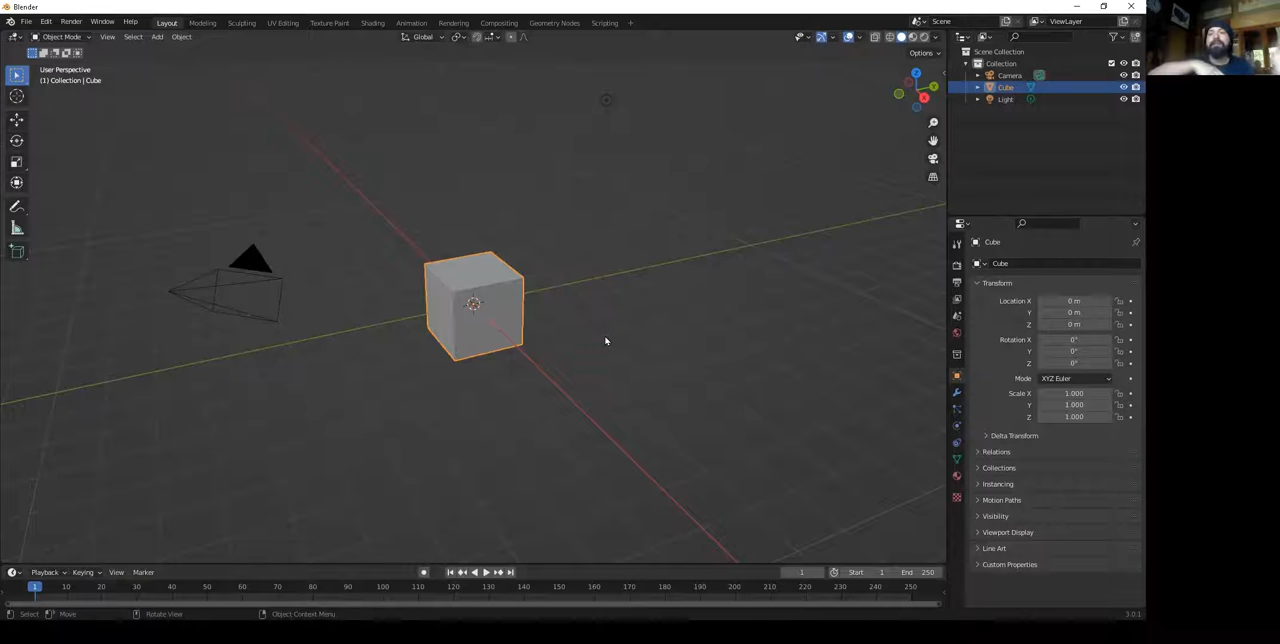 Blender
File Edit Render Window Help Layout Modeling Sculpting UV Editing Texture Paint Shading Animation Rendering Compositing Geometry Nodes Scripting + Scene ViewLayer
Object Mode View Select Add Object Global
Options
User Perspective
(1) Collection | Cube
Z
Y
X
Scene Collection
Collection
Camera
Cube
Light
Cube
Cube
Transform
Location X 0 m
Y 0 m
Z 0 m
Rotation X 0°
Y 0°
Z 0°
Mode XYZ Euler
Scale X 1.000
Y 1.000
Z 1.000
Delta Transform
Relations
Collections
Instancing
Motion Paths
Visibility
Viewport Display
Line Art
Custom Properties
Playback Keying View Marker 1 Start 1 End 250
1 10 20 30 40 50 60 70 80 90 100 110 120 130 140 150 160 170 180 190 200 210 220 230 240 250
Select Move Rotate View Object Context Menu 3.0.1